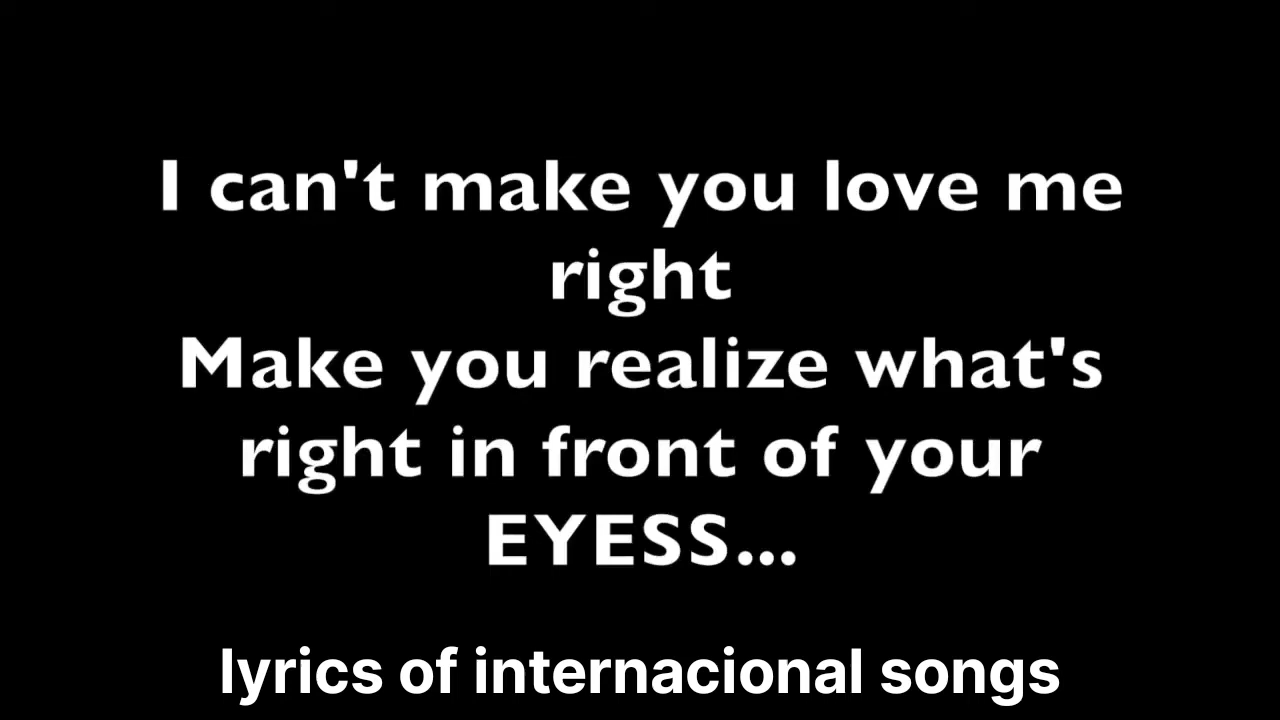 I can't make you love me
right
Make you realize what's
right in front of your
EYESS...
lyrics of internacional songs